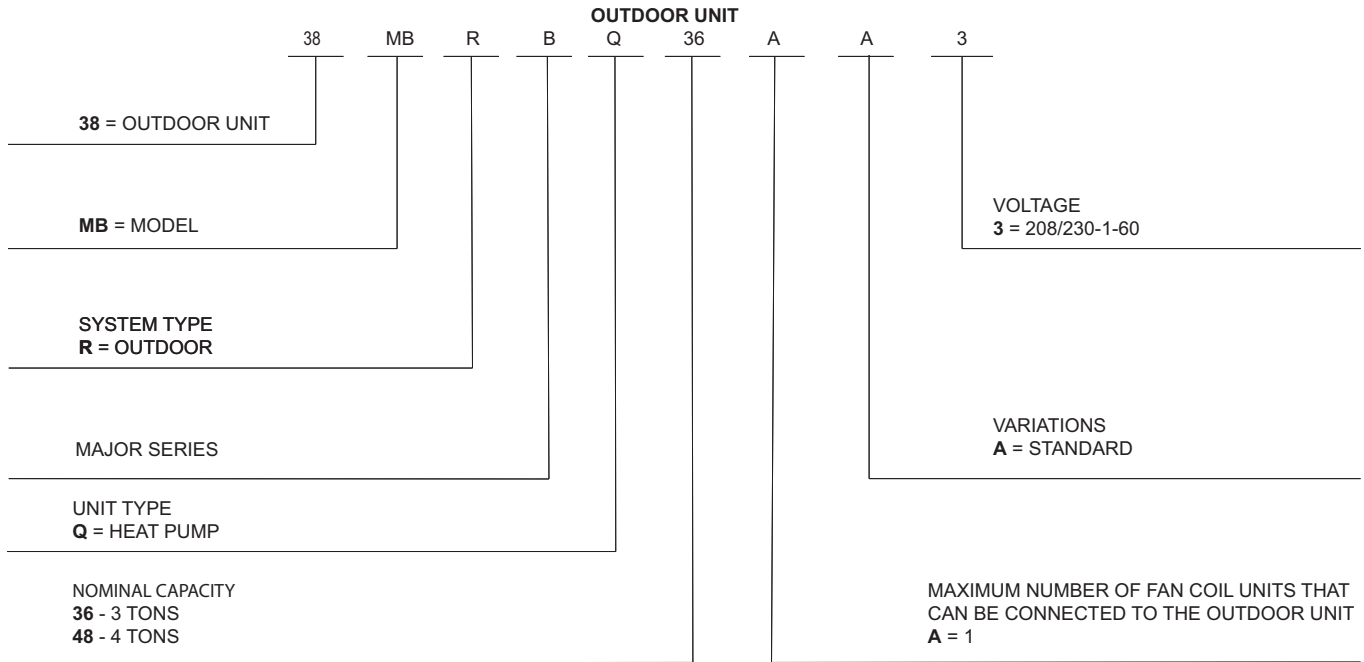 OUTDOOR UNIT
38 MB R B Q 36 A A 3
38 = OUTDOOR UNIT
MB = MODEL
VOLTAGE
3 = 208/230-1-60
SYSTEM TYPE
R = OUTDOOR
MAJOR SERIES
VARIATIONS
A = STANDARD
UNIT TYPE
Q = HEAT PUMP
NOMINAL CAPACITY
36 - 3 TONS
48 - 4 TONS
MAXIMUM NUMBER OF FAN COIL UNITS THAT
CAN BE CONNECTED TO THE OUTDOOR UNIT
A = 1